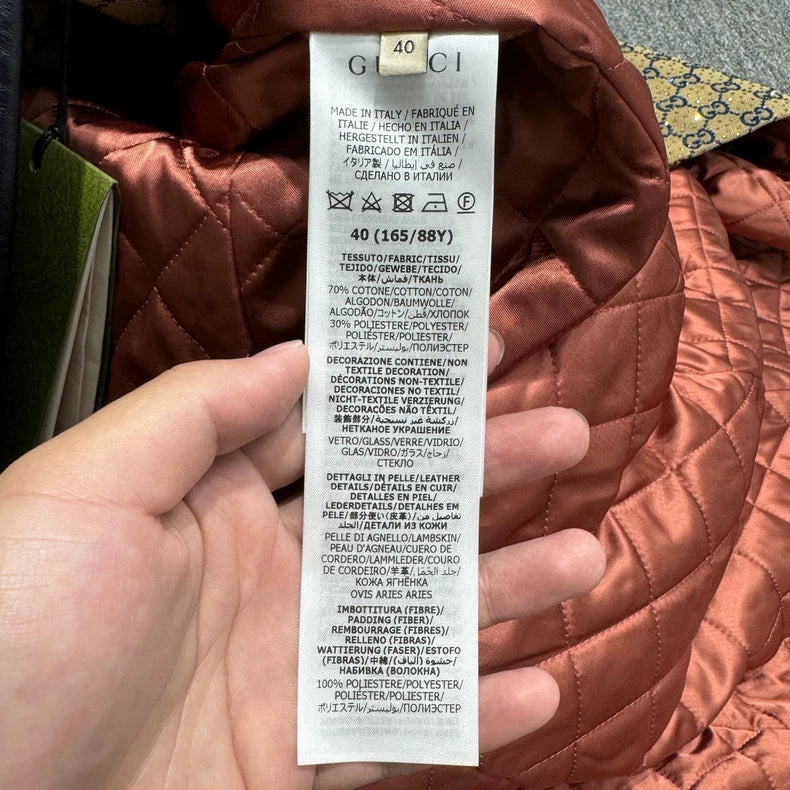 40
GUCCI
MADE IN ITALY / FABRIQUÉ EN
ITALIE / HECHO EN ITALIA /
HERGESTELLT IN ITALIEN /
FABRICADO EM ITÁLIA /
イタリア製 / صنع في إيطاليا /
СДЕЛАНО В ИТАЛИИ
40 (165/88Y)
TESSUTO/FABRIC/TISSU/
TEJIDO/GEWEBE/TECIDO/
本体/قماش/ТКАНЬ
70% COTONE/COTTON/COTON/
ALGODON/BAUMWOLLE/
ALGODÃO/コットン/قطن/ХЛОПОК
30% POLIESTERE/POLYESTER/
POLIÉSTER/POLIÉSTER/
ポリエステル/بوليستر/ПОЛИЭСТЕР
DECORAZIONE CONTIENE/NON
TEXTILE DECORATION/
DÉCORATIONS NON-TEXTILE/
DECORACIONES NO TEXTIL/
NICHT-TEXTILE VERZIERUNG/
DECORAÇÕES NÃO TÊXTIL/
装飾部分/زركشة غير نسيجية/
НЕТКАНОЕ УКРАШЕНИЕ
VETRO/GLASS/VERRE/VIDRIO/
GLAS/VIDRO/ガラス/زجاج/
СТЕКЛО
DETTAGLI IN PELLE/LEATHER
DETAILS/DÉTAILS EN CUIR/
DETALLES EN PIEL/
LEDERDETAILS/DETALHES EM
PELE/部分使い(皮革)/تفاصيل من
الجلد/ДЕТАЛИ ИЗ КОЖИ
PELLE DI AGNELLO/LAMBSKIN/
PEAU D'AGNEAU/CUERO DE
CORDERO/LAMMLEDER/COURO
DE CORDEIRO/羊革/جلد الحمَل/
КОЖА ЯГНЁНКА
OVIS ARIES ARIES
IMBOTTITURA (FIBRE)/
PADDING (FIBER)/
REMBOURRAGE (FIBRES)/
RELLENO (FIBRAS)/
WATTIERUNG (FASER)/ESTOFO
(FIBRAS)/中綿/حشوة (ألياف)/
НАБИВКА (ВОЛОКНА)
100% POLIESTERE/POLYESTER/
POLIÉSTER/POLIÉSTER/
ポリエステル/بوليستر/ПОЛИЭСТЕР